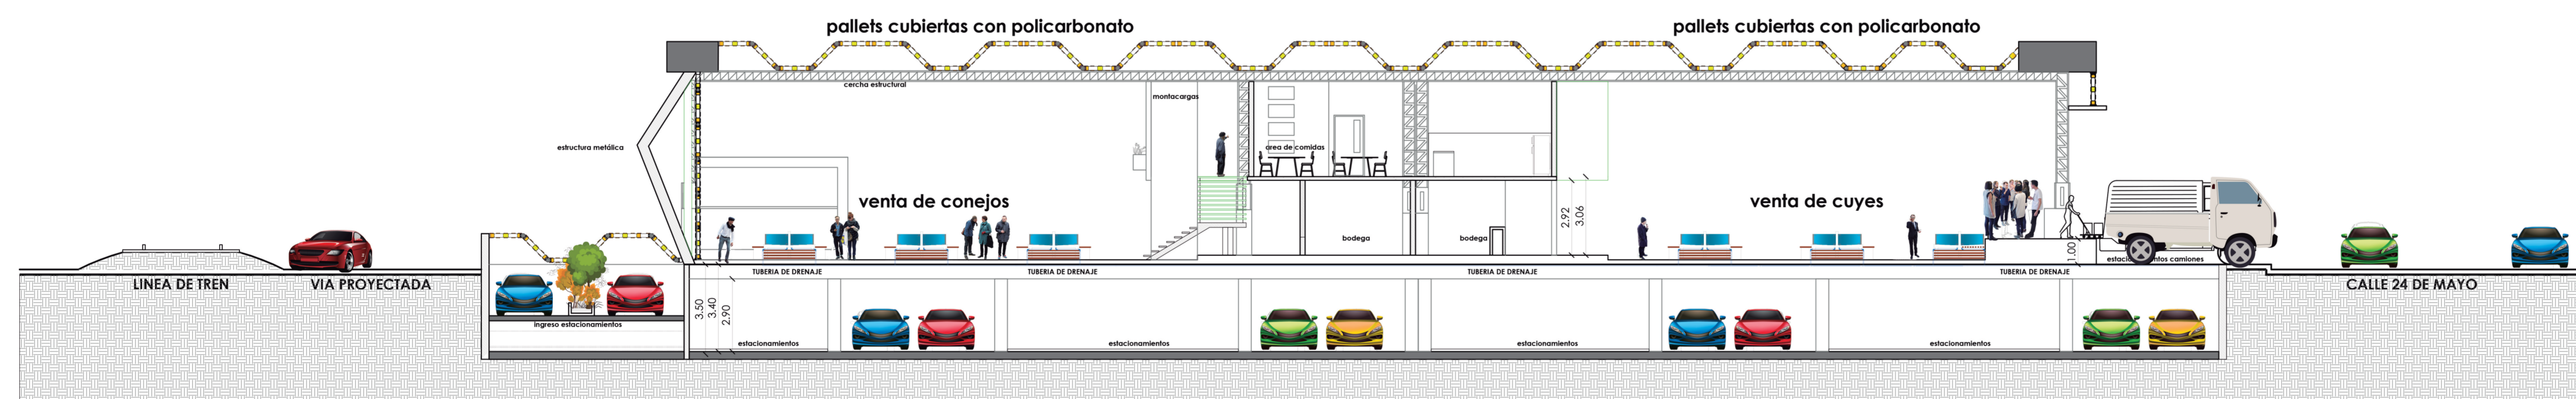 pallets cubiertas con policarbonato
pallets cubiertas con policarbonato
cercha estructural
montacargas
estructura metálica
area de comidas
venta de conejos
venta de cuyes
2.92
3.06
bodega
bodega
1.00
TUBERIA DE DRENAJE
TUBERIA DE DRENAJE
TUBERIA DE DRENAJE
TUBERIA DE DRENAJE
LINEA DE TREN
VIA PROYECTADA
CALLE 24 DE MAYO
3.50
3.40
2.90
ingreso estacionamientos
estacionamientos
estacionamientos
estacionamientos
estacionamientos